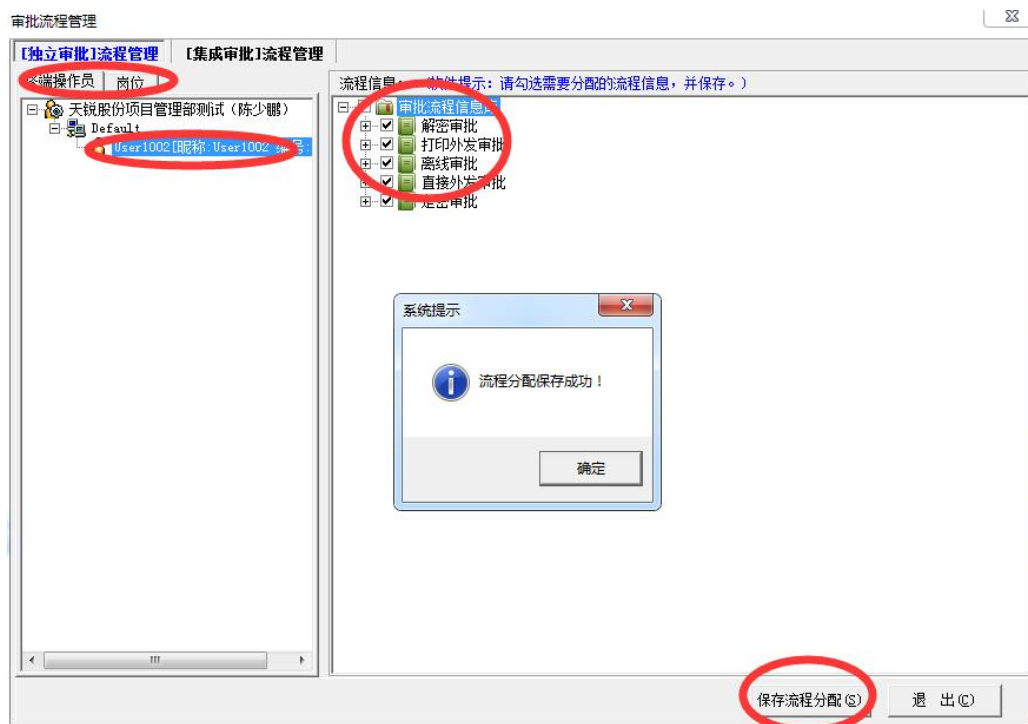 审批流程管理
[独立审批]流程管理 [集成审批]流程管理
终端操作员 岗位
流程信息： (软件提示：请勾选需要分配的流程信息，并保存。)
天锐股份项目管理部测试（陈少鹏）
Default
User1002[昵称:User1002 编号:
审批流程信息库
解密审批
打印外发审批
离线审批
直接外发审批
定密审批
系统提示
流程分配保存成功！
确定
保存流程分配(S) 退 出(C)